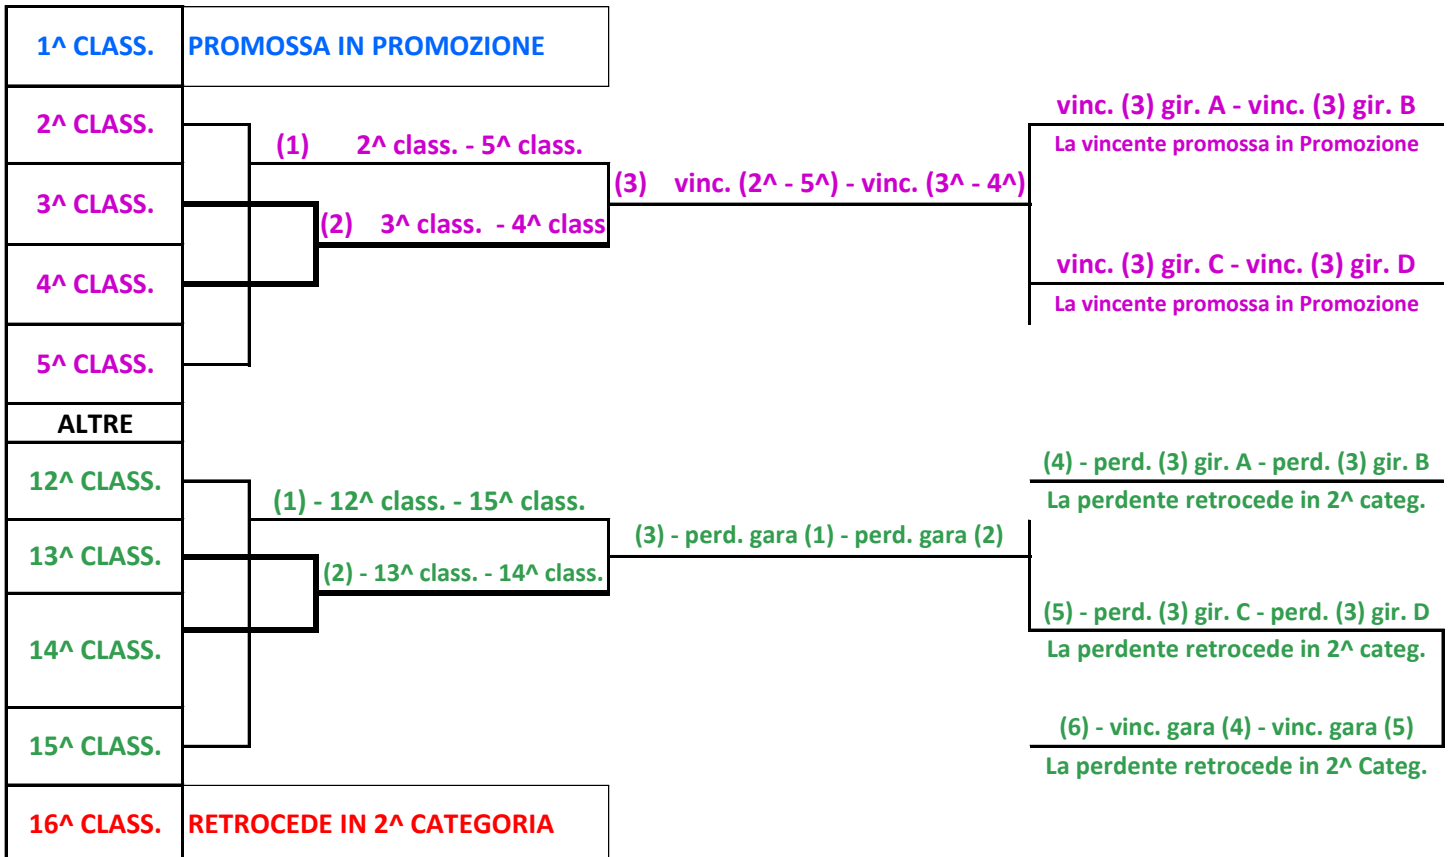 1^ CLASS. PROMOSSA IN PROMOZIONE
2^ CLASS.
3^ CLASS.
4^ CLASS.
5^ CLASS.
(1) 2^ class. - 5^ class.
(2) 3^ class. - 4^ class
(3) vinc. (2^ - 5^) - vinc. (3^ - 4^)
vinc. (3) gir. A - vinc. (3) gir. B
La vincente promossa in Promozione
vinc. (3) gir. C - vinc. (3) gir. D
La vincente promossa in Promozione
ALTRE
12^ CLASS.
13^ CLASS.
14^ CLASS.
15^ CLASS.
(1) - 12^ class. - 15^ class.
(2) - 13^ class. - 14^ class.
(3) - perd. gara (1) - perd. gara (2)
(4) - perd. (3) gir. A - perd. (3) gir. B
La perdente retrocede in 2^ categ.
(5) - perd. (3) gir. C - perd. (3) gir. D
La perdente retrocede in 2^ categ.
(6) - vinc. gara (4) - vinc. gara (5)
La perdente retrocede in 2^ Categ.
16^ CLASS. RETROCEDE IN 2^ CATEGORIA